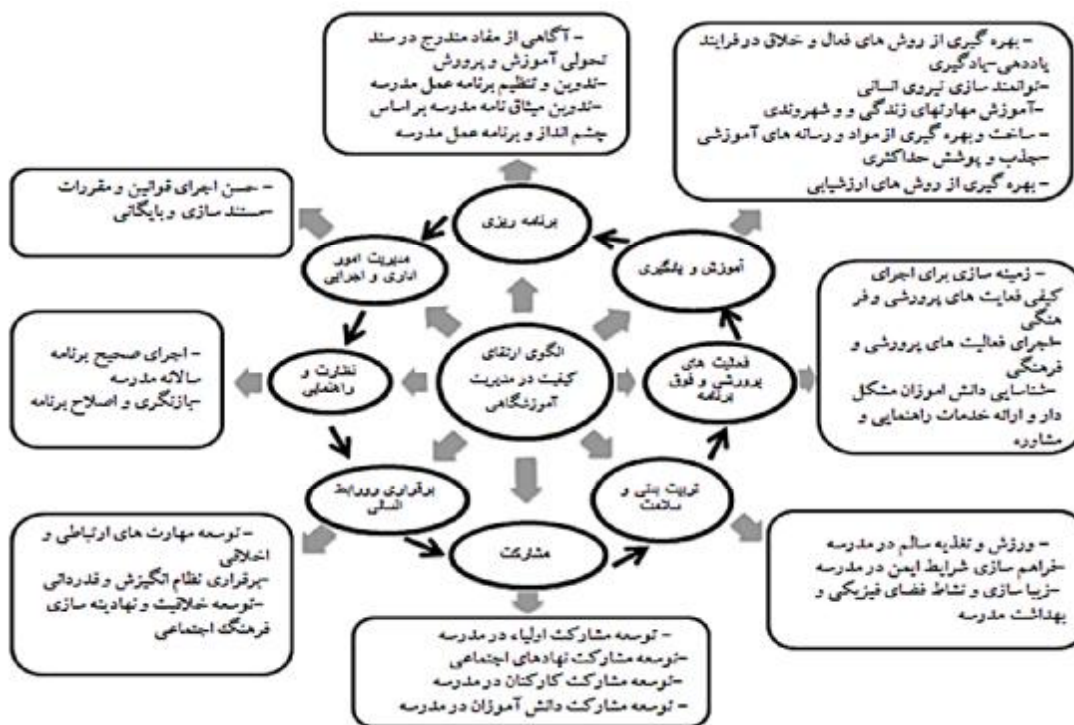 - آگاهی از مفاد مندرج در سند
تحولی آموزش و پرورش
-تدوین و تنظیم برنامه عمل مدرسه
-تدوین میثاق نامه مدرسه بر اساس
چشم انداز و برنامه عمل مدرسه
- بهره گیری از روش های فعال و خلاق در فرایند
یاددهی-یادگیری
-توانمند سازی نیروی انسانی
-آموزش مهارتهای زندگی و و شهروندی
- ساخت و بهره گیری از مواد و رسانه های آموزشی
-جذب و پوشش حداکثری
- بهره گیری از روش های ارزشیابی
- حسن اجرای قوانین و مقررات
-مستند سازی و بایگانی
برنامه ریزی
مدیریت امور
اداری و اجرایی
آموزش و یادگیری
- زمینه سازی برای اجرای
کیفی فعالیت های پرورشی و فر
هنگی
-اجرای فعالیت های پرورشی و
فرهنگی
-شناسایی دانش اموزان مشکل
دار و ارائه خدمات راهنمایی و
مشاوره
الگوی ارتقای
کیفیت در مدیریت
آموزشگاهی
فعالیت های
پرورشی و فوق
برنامه
نظارت و
راهنمایی
- اجرای صحیح برنامه
سالانه مدرسه
-بازنگری و اصلاح برنامه
برقراری وروابط
انسانی
تربیت بدنی و
سلامت
مشارکت
- توسعه مهارت های ارتباطی و
اخلاقی
-برقراری نظام انگیزش و قدردانی
-توسعه خلاقیت و نهادینه سازی
فرهنگ اجتماعی
- ورزش و تغذیه سالم در مدرسه
-فراهم سازی شرایط ایمن در مدرسه
-زیبا سازی و نشاط فضای فیزیکی و
بهداشت مدرسه
- توسعه مشارکت اولیاء در مدرسه
-توسعه مشارکت نهادهای اجتماعی
-توسعه مشارکت کارکنان در مدرسه
- توسعه مشارکت دانش آموزان در مدرسه